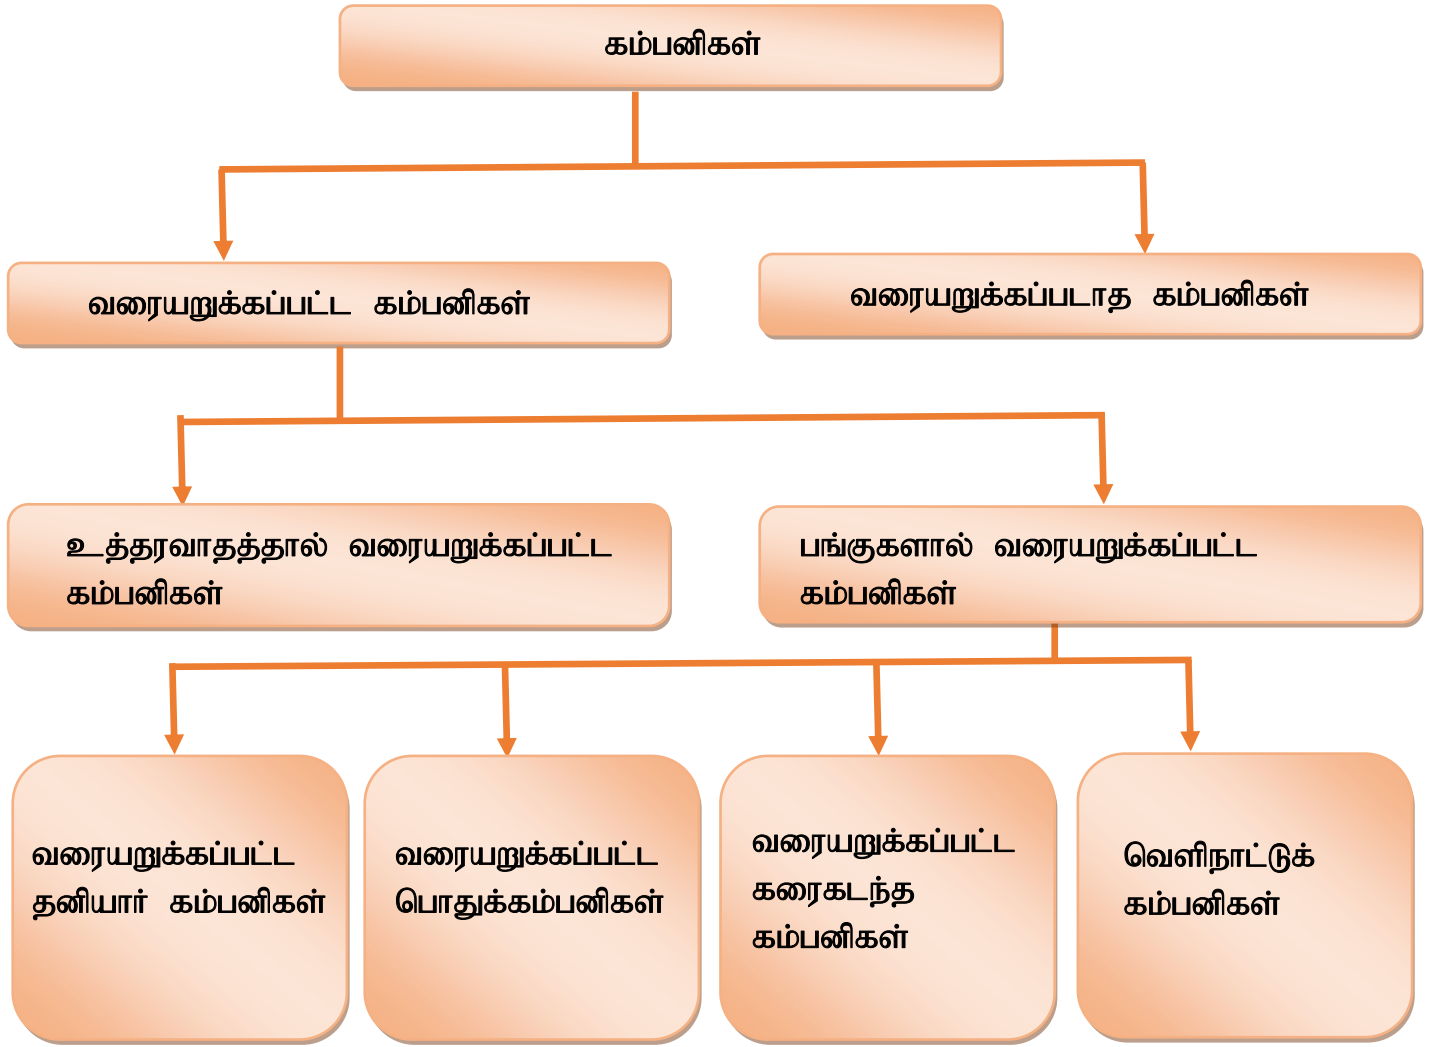 கம்பனிகள்
வரையறுக்கப்பட்ட கம்பனிகள்
வரையறுக்கப்படாத கம்பனிகள்
உத்தரவாதத்தால் வரையறுக்கப்பட்ட
கம்பனிகள்
பங்குகளால் வரையறுக்கப்பட்ட
கம்பனிகள்
வரையறுக்கப்பட்ட
தனியார் கம்பனிகள்
வரையறுக்கப்பட்ட
பொதுக்கம்பனிகள்
வரையறுக்கப்பட்ட
கரைகடந்த
கம்பனிகள்
வெளிநாட்டுக்
கம்பனிகள்